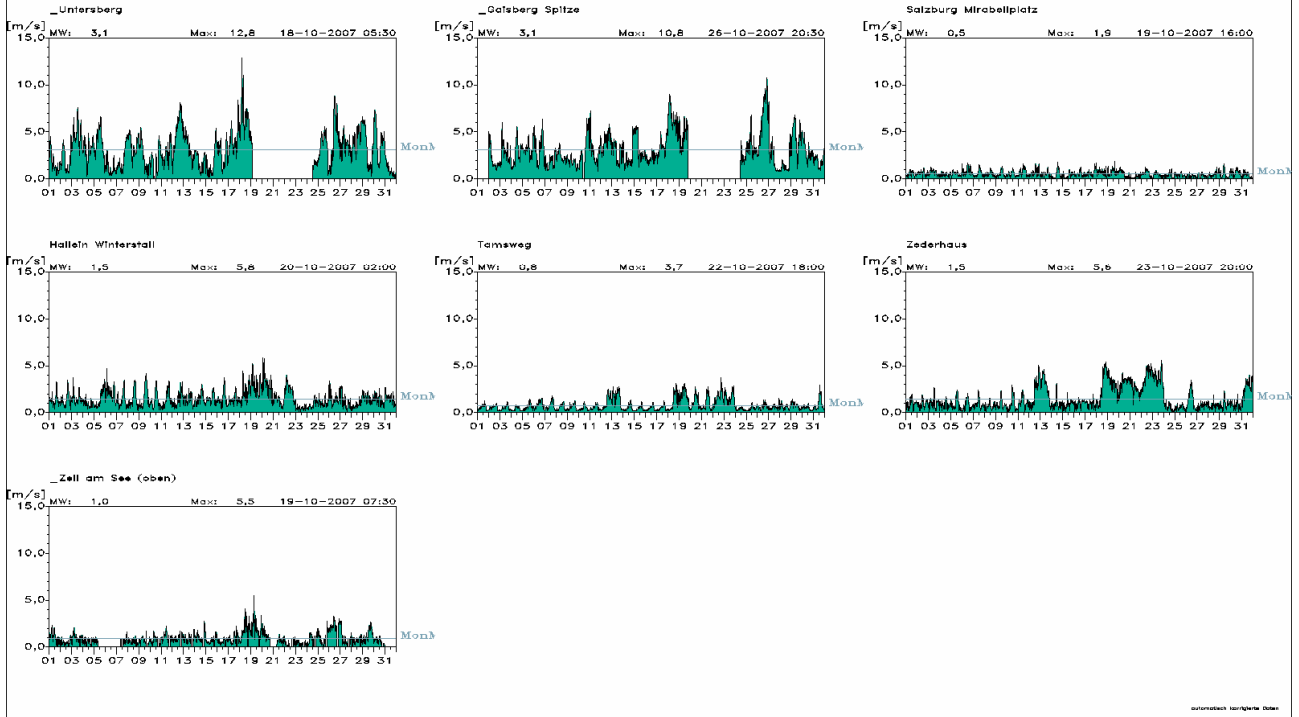 _Untersberg
[m/s] MW: 3,1 Max: 12,8 18-10-2007 05:30
15,0
10,0
5,0
MonM
0,0
01 03 05 07 09 11 13 15 17 19 21 23 25 27 29 31
_Gaisberg Spitze
[m/s] MW: 3,1 Max: 10,8 26-10-2007 20:30
15,0
10,0
5,0
MonM
0,0
01 03 05 07 09 11 13 15 17 19 21 23 25 27 29 31
Salzburg Mirabellplatz
[m/s] MW: 0,5 Max: 1,9 19-10-2007 16:00
15,0
10,0
5,0
MonM
0,0
01 03 05 07 09 11 13 15 17 19 21 23 25 27 29 31
Hallein Winterstall
[m/s] MW: 1,5 Max: 5,8 20-10-2007 02:00
15,0
10,0
5,0
MonM
0,0
01 03 05 07 09 11 13 15 17 19 21 23 25 27 29 31
Tamsweg
[m/s] MW: 0,8 Max: 3,7 22-10-2007 18:00
15,0
10,0
5,0
MonM
0,0
01 03 05 07 09 11 13 15 17 19 21 23 25 27 29 31
Zederhaus
[m/s] MW: 1,5 Max: 5,6 23-10-2007 20:00
15,0
10,0
5,0
MonM
0,0
01 03 05 07 09 11 13 15 17 19 21 23 25 27 29 31
_Zell am See (oben)
[m/s] MW: 1,0 Max: 5,5 19-10-2007 07:30
15,0
10,0
5,0
MonM
0,0
01 03 05 07 09 11 13 15 17 19 21 23 25 27 29 31
automatisch korrigierte Daten